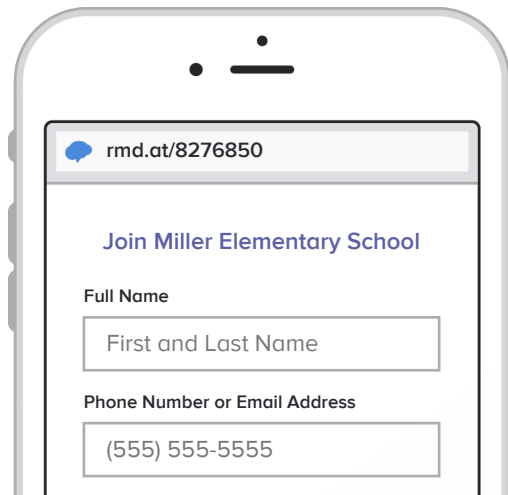 rmd.at/8276850
Join Miller Elementary School
Full Name
First and Last Name
Phone Number or Email Address
(555) 555-5555